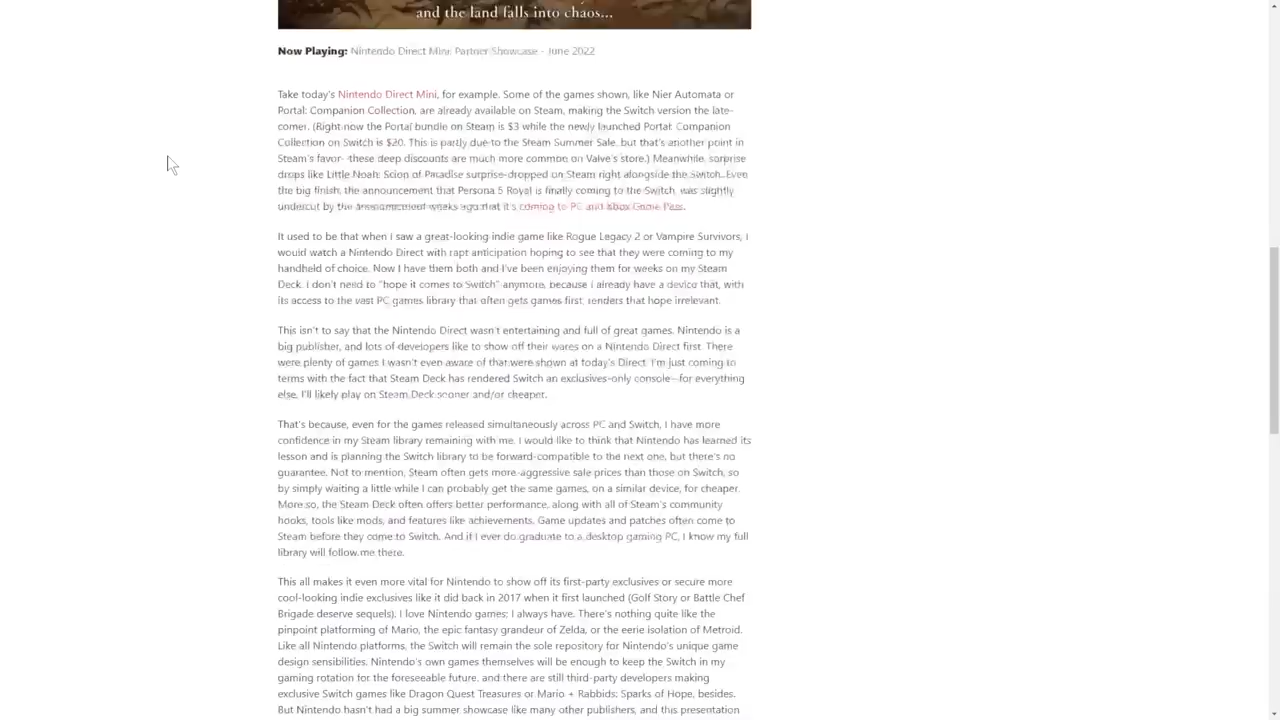 and the land falls into chaos...
Now Playing: Nintendo Direct Mini: Partner Showcase - June 2022
Take today's Nintendo Direct Mini, for example. Some of the games shown, like Nier Automata or
Portal: Companion Collection, are already available on Steam, making the Switch version the late-
comer. (Right now the Portal bundle on Steam is $3 while the newly launched Portal: Companion
Collection on Switch is $20. This is partly due to the Steam Summer Sale, but that's another point in
Steam's favor- these deep discounts are much more common on Valve's store.) Meanwhile, surprise
drops like Little Noah: Scion of Paradise surprise-dropped on Steam right alongside the Switch. Even
the big finish, the announcement that Persona 5 Royal is finally coming to the Switch, was slightly
undercut by the announcement weeks ago that it's coming to PC and Xbox Game Pass.
It used to be that when I saw a great-looking indie game like Rogue Legacy 2 or Vampire Survivors, I
would watch a Nintendo Direct with rapt anticipation hoping to see that they were coming to my
handheld of choice. Now I have them both and I've been enjoying them for weeks on my Steam
Deck. I don't need to "hope it comes to Switch" anymore, because I already have a device that, with
its access to the vast PC games library that often gets games first, renders that hope irrelevant.
This isn't to say that the Nintendo Direct wasn't entertaining and full of great games. Nintendo is a
big publisher, and lots of developers like to show off their wares on a Nintendo Direct first. There
were plenty of games I wasn't even aware of that were shown at today's Direct. I'm just coming to
terms with the fact that Steam Deck has rendered Switch an exclusives-only console—for everything
else, I'll likely play on Steam Deck sooner and/or cheaper.
That's because, even for the games released simultaneously across PC and Switch, I have more
confidence in my Steam library remaining with me. I would like to think that Nintendo has learned its
lesson and is planning the Switch library to be forward-compatible to the next one, but there's no
guarantee. Not to mention, Steam often gets more-aggressive sale prices than those on Switch, so
by simply waiting a little while I can probably get the same games, on a similar device, for cheaper.
More so, the Steam Deck often offers better performance, along with all of Steam's community
hooks, tools like mods, and features like achievements. Game updates and patches often come to
Steam before they come to Switch. And if I ever do graduate to a desktop gaming PC, I know my full
library will follow me there.
This all makes it even more vital for Nintendo to show off its first-party exclusives or secure more
cool-looking indie exclusives like it did back in 2017 when it first launched (Golf Story or Battle Chef
Brigade deserve sequels). I love Nintendo games; I always have. There's nothing quite like the
pinpoint platforming of Mario, the epic fantasy grandeur of Zelda, or the eerie isolation of Metroid.
Like all Nintendo platforms, the Switch will remain the sole repository for Nintendo's unique game
design sensibilities. Nintendo's own games themselves will be enough to keep the Switch in my
gaming rotation for the foreseeable future, and there are still third-party developers making
exclusive Switch games like Dragon Quest Treasures or Mario + Rabbids: Sparks of Hope, besides.
But Nintendo hasn't had a big summer showcase like many other publishers, and this presentation